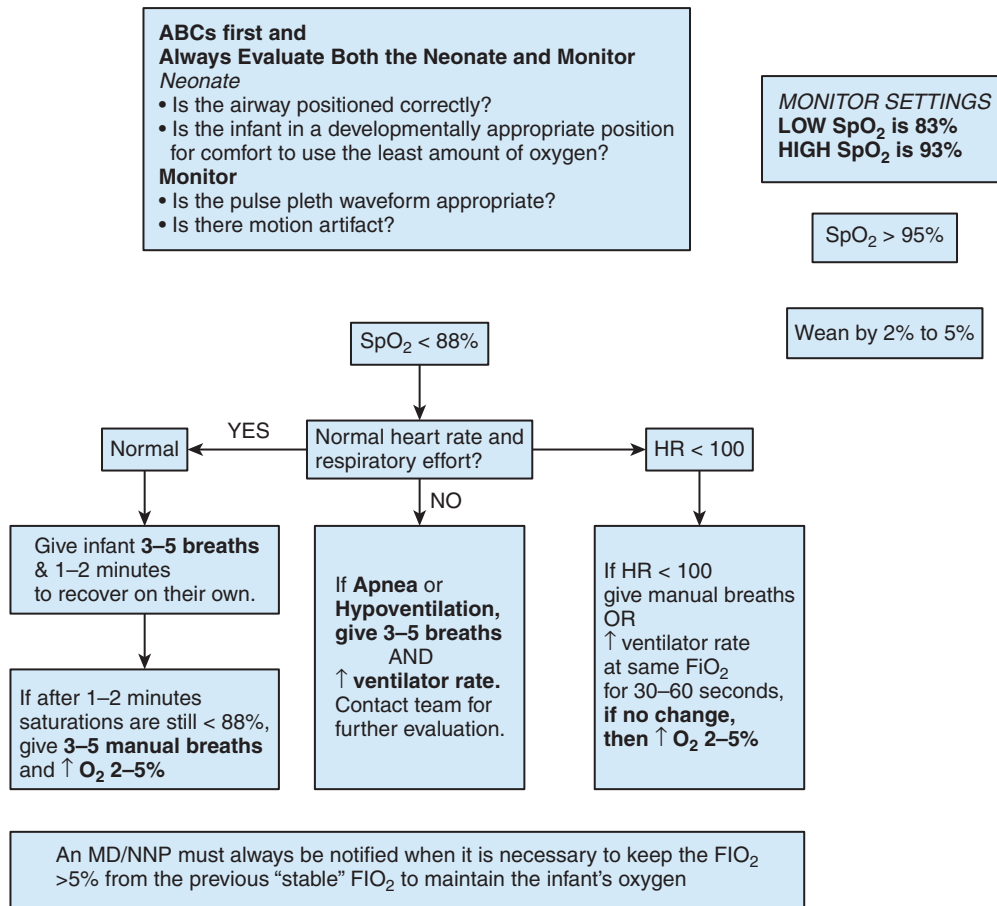 ABCs first and
Always Evaluate Both the Neonate and Monitor
Neonate
• Is the airway positioned correctly?
• Is the infant in a developmentally appropriate position
for comfort to use the least amount of oxygen?
Monitor
• Is the pulse pleth waveform appropriate?
• Is there motion artifact?
MONITOR SETTINGS
LOW SpO₂ is 83%
HIGH SpO₂ is 93%
SpO₂ > 95%
Wean by 2% to 5%
SpO₂ < 88%
Normal heart rate and
respiratory effort?
YES
Normal
Give infant 3–5 breaths
& 1–2 minutes
to recover on their own.
If after 1–2 minutes
saturations are still < 88%,
give 3–5 manual breaths
and ↑ O₂ 2–5%
NO
If Apnea or
Hypoventilation,
give 3–5 breaths
AND
↑ ventilator rate.
Contact team for
further evaluation.
HR < 100
If HR < 100
give manual breaths
OR
↑ ventilator rate
at same FiO₂
for 30–60 seconds,
if no change,
then ↑ O₂ 2–5%
An MD/NNP must always be notified when it is necessary to keep the FIO₂
>5% from the previous “stable” FIO₂ to maintain the infant’s oxygen